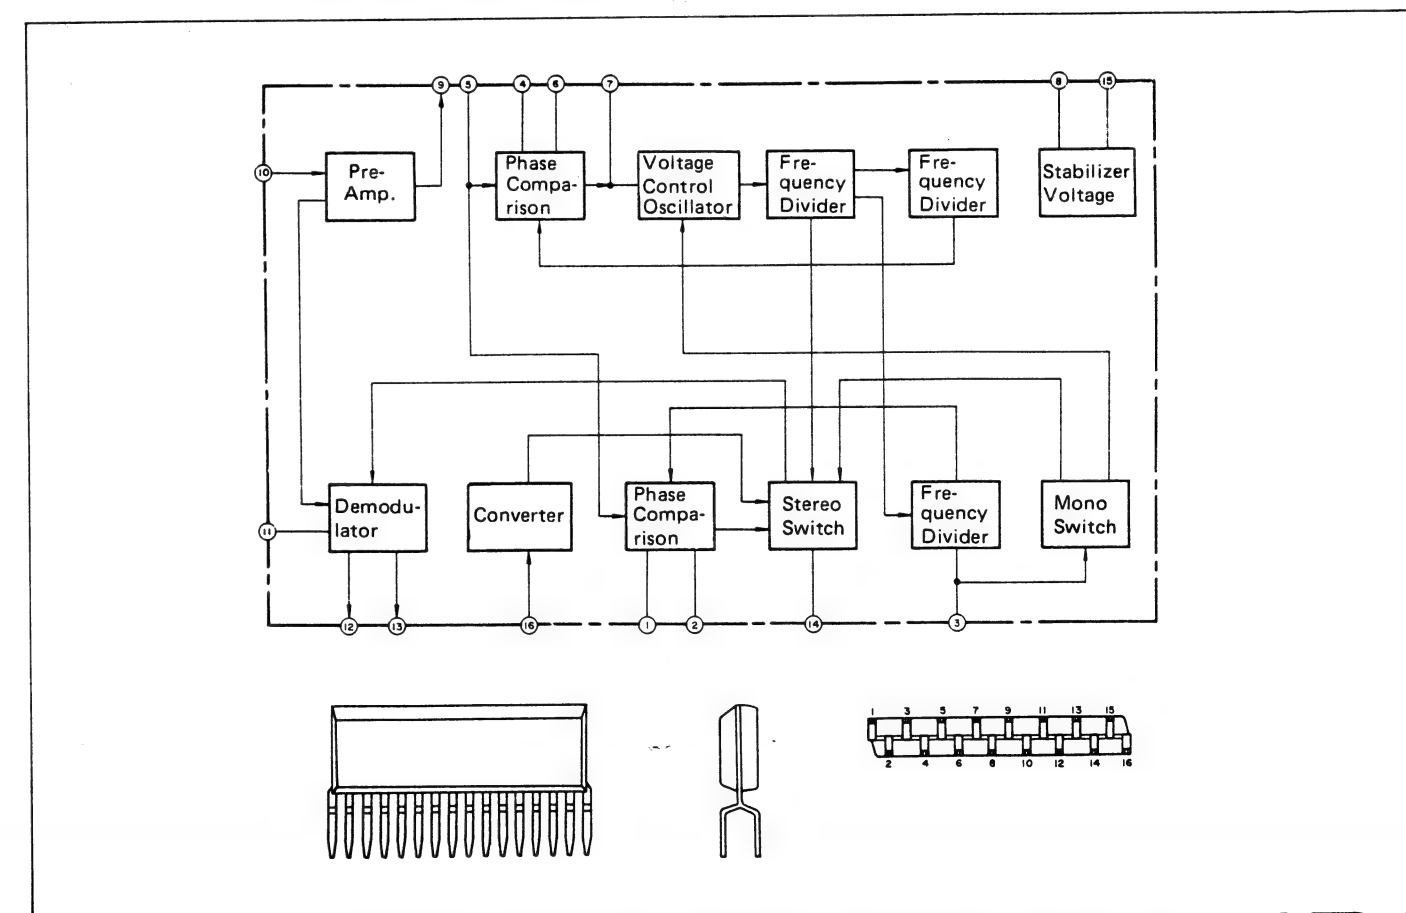 9 5 4 6 7 8 15
10
Pre-
Amp.
Phase
Compa-
rison
Voltage
Control
Oscillator
Fre-
quency
Divider
Fre-
quency
Divider
Stabilizer
Voltage
Demodu-
lator
Converter
Phase
Compa-
rison
Stereo
Switch
Fre-
quency
Divider
Mono
Switch
11
12 13 16 1 2 14 3
1 3 5 7 9 11 13 15
2 4 6 8 10 12 14 16